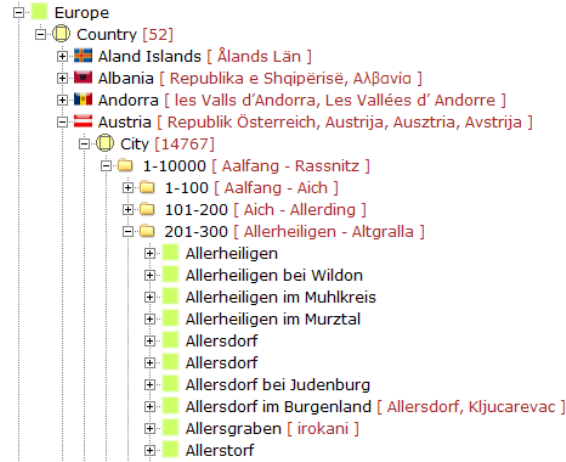 Europe
Country [52]
Aland Islands [ Ålands Län ]
Albania [ Republika e Shqipërisë, Αλβανία ]
Andorra [ les Valls d’Andorra, Les Vallées d’ Andorre ]
Austria [ Republik Österreich, Austrija, Ausztria, Avstrija ]
City [14767]
1-10000 [ Aalfang - Rassnitz ]
1-100 [ Aalfang - Aich ]
101-200 [ Aich - Allerding ]
201-300 [ Allerheiligen - Altgralla ]
Allerheiligen
Allerheiligen bei Wildon
Allerheiligen im Muhlkreis
Allerheiligen im Murztal
Allersdorf
Allersdorf
Allersdorf bei Judenburg
Allersdorf im Burgenland [ Allersdorf, Kljucarevac ]
Allersgraben [ irokani ]
Allerstorf